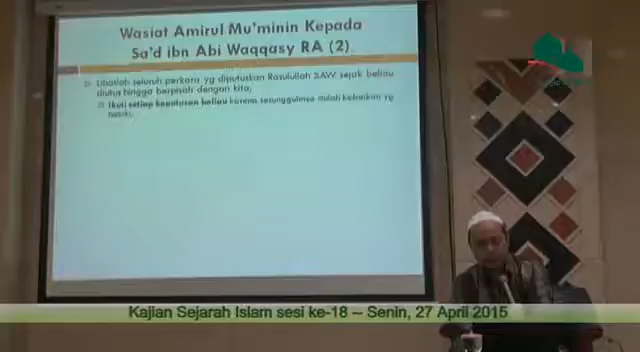 Wasiat Amirul Mu'minin Kepada
Sa'd ibn Abi Waqqasy RA (2).
Lihatlah seluruh perkara yg diputuskan Rasulullah SAW sejak beliau
diutus hingga berpisah dengan kita;
Ikuti setiap keputusan beliau karena sesungguhnya itulah kebaikan yg
Kajian Sejarah Islam sesi ke-18 -- Senin, 27 April 2015